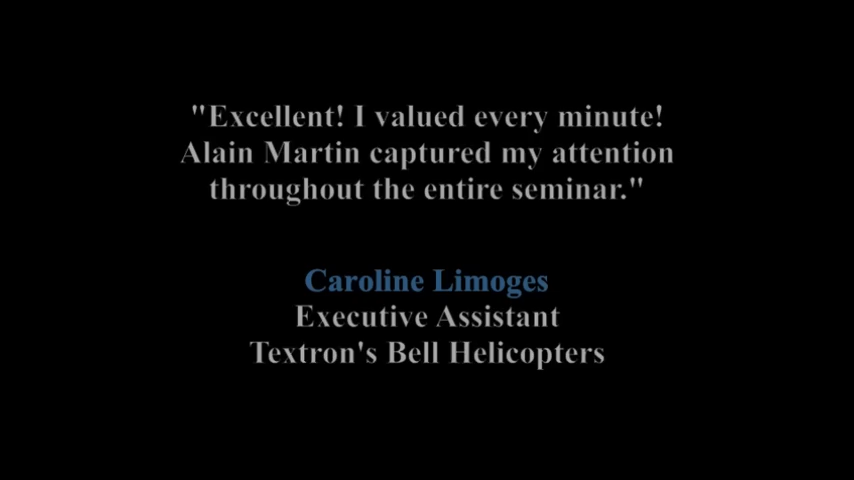 "Excellent! I valued every minute!
Alain Martin captured my attention
throughout the entire seminar."
Caroline Limoges
Executive Assistant
Textron's Bell Helicopters